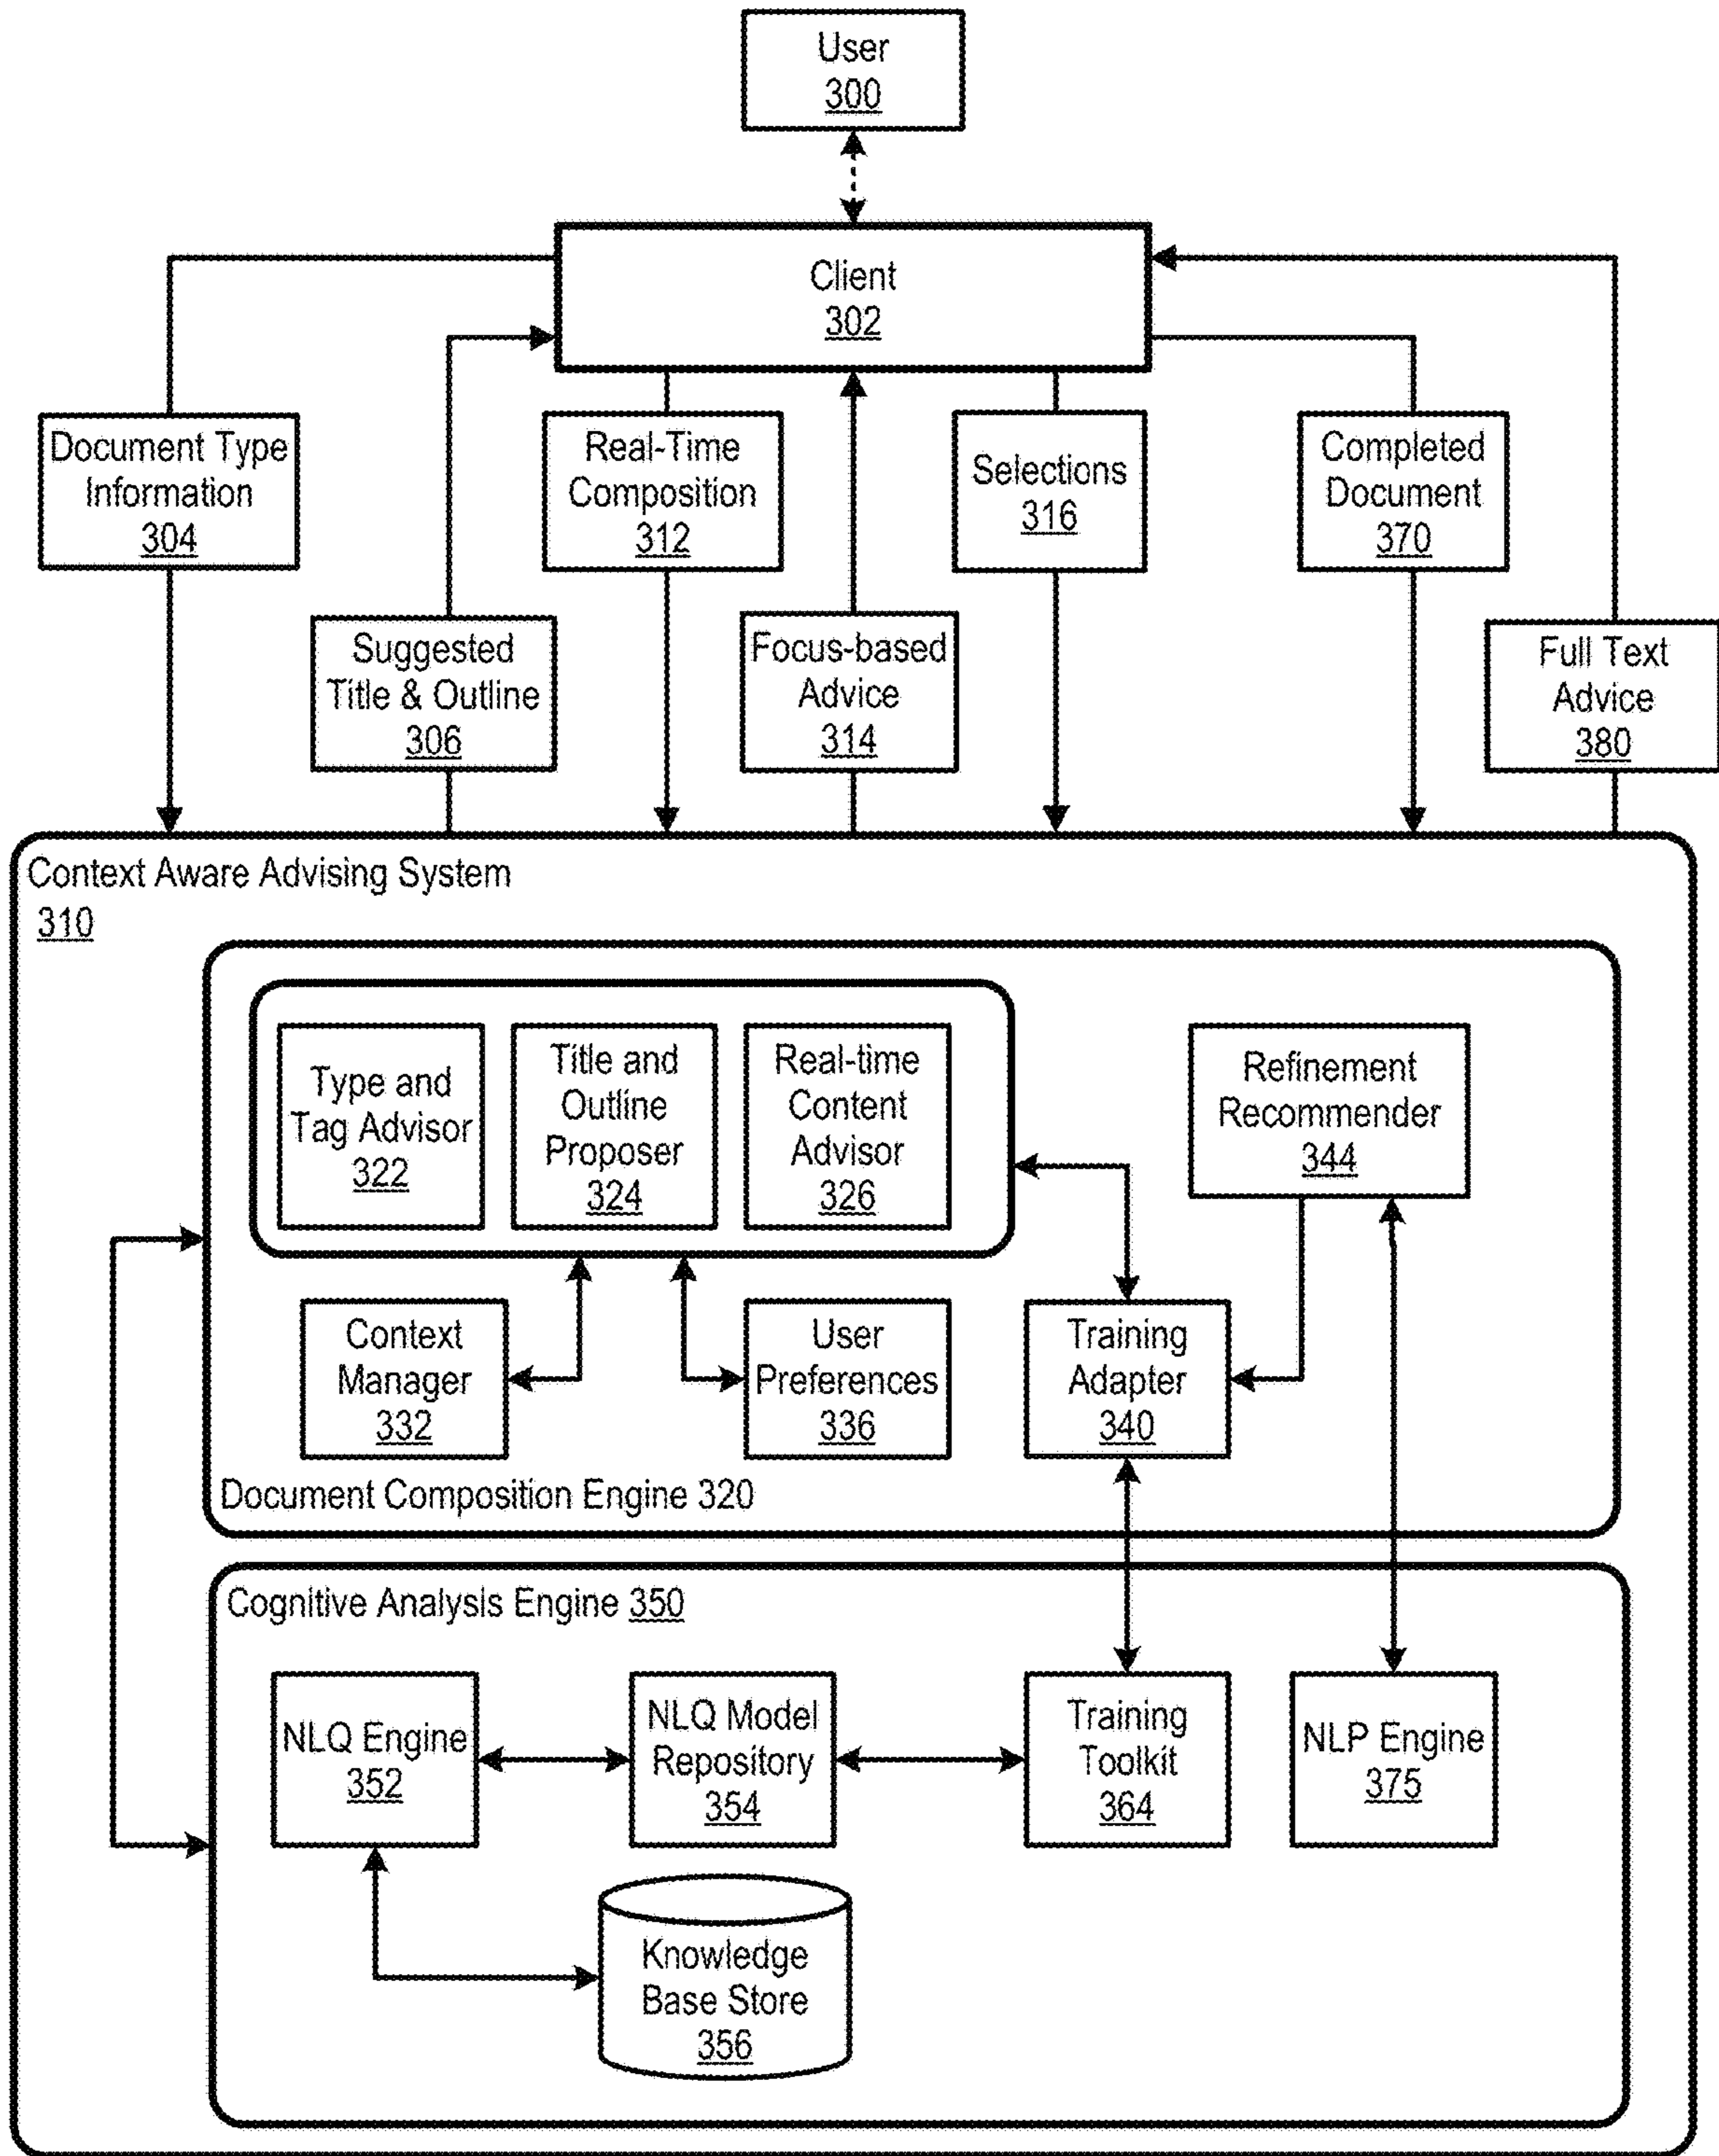 User
300
Client
302
Document Type
Information
304
Real-Time
Composition
312
Selections
316
Completed
Document
370
Suggested
Title & Outline
306
Focus-based
Advice
314
Full Text
Advice
380
Context Aware Advising System
310
Type and
Tag Advisor
322
Title and
Outline
Proposer
324
Real-time
Content
Advisor
326
Refinement
Recommender
344
Context
Manager
332
User
Preferences
336
Training
Adapter
340
Document Composition Engine 320
Cognitive Analysis Engine 350
NLQ Engine
352
NLQ Model
Repository
354
Training
Toolkit
364
NLP Engine
375
Knowledge
Base Store
356